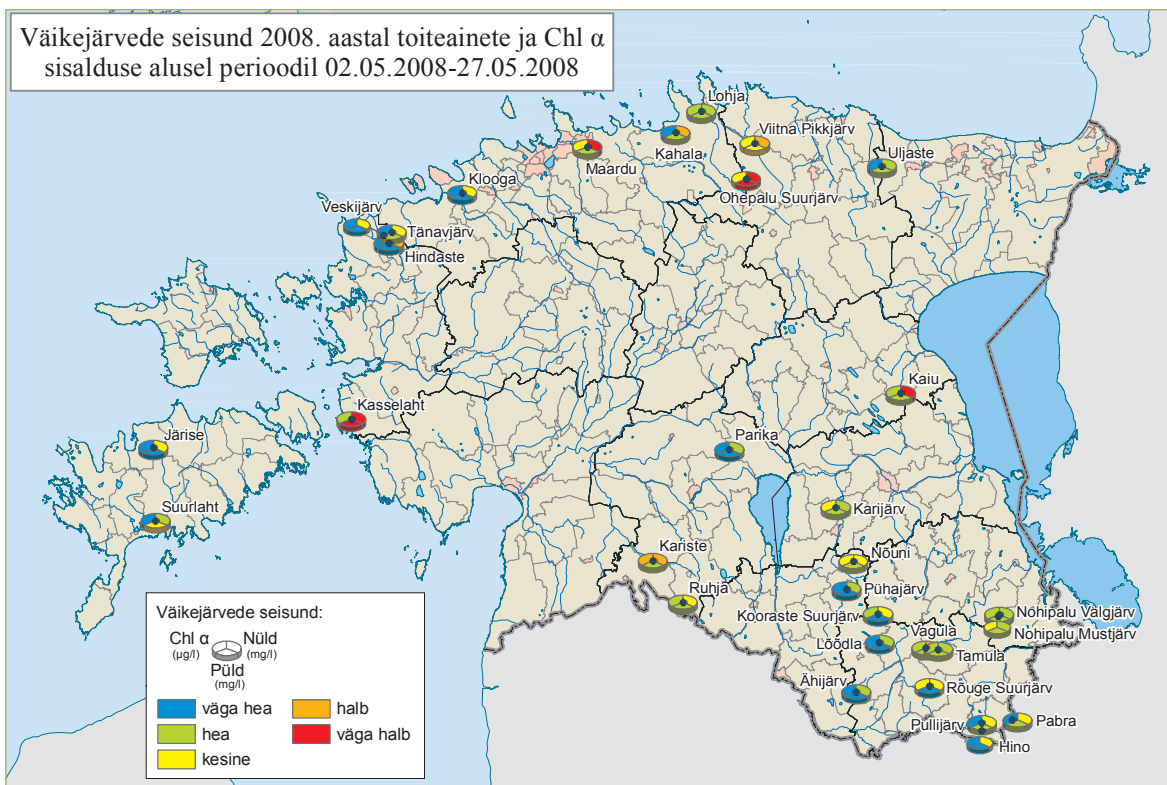 Väikejärvede seisund 2008. aastal toiteainete ja Chl α
sisalduse alusel perioodil 02.05.2008-27.05.2008
Lohja
Viitna Pikkjärv
Kahala
Maardu
Uljaste
Klooga
Ohepalu Suurjärv
Veskijärv
Tänavjärv
Hindaste
Kaiu
Kasselaht
Järise
Parika
Suurlaht
Karijärv
Kariste
Nõuni
Ruhja
Pühajärv
Kooraste Suurjärv
Nohipalu Valgjärv
Vagula
Nohipalu Mustjärv
Lõõdla
Tamula
Ähijärv
Rõuge Suurjärv
Pullijärv
Pabra
Hino
Väikejärvede seisund:
Chl α
(µg/l)
Nüld
(mg/l)
Püld
(mg/l)
väga hea
halb
hea
väga halb
kesine